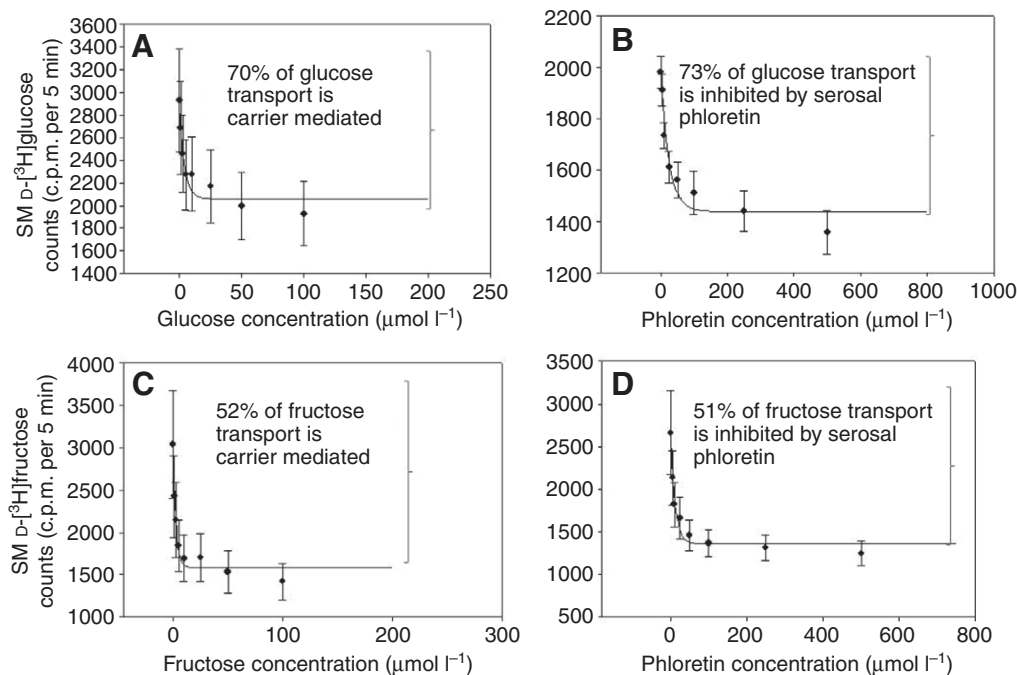 A
SM D-[³H]glucose
counts (c.p.m. per 5 min)
3600
3400
3200
3000
2800
2600
2400
2200
2000
1800
1600
1400
70% of glucose
transport is
carrier mediated
0
50
100
150
200
250
Glucose concentration (μmol l⁻¹)
B
2200
2000
1800
1600
1400
1200
73% of glucose transport
is inhibited by serosal
phloretin
0
200
400
600
800
1000
Phloretin concentration (μmol l⁻¹)
C
SM D-[³H]fructose
counts (c.p.m. per 5 min)
4000
3500
3000
2500
2000
1500
1000
52% of fructose
transport is
carrier mediated
0
100
200
300
Fructose concentration (μmol l⁻¹)
D
3500
3000
2500
2000
1500
1000
500
51% of fructose transport
is inhibited by serosal
phloretin
0
200
400
600
800
Phloretin concentration (μmol l⁻¹)